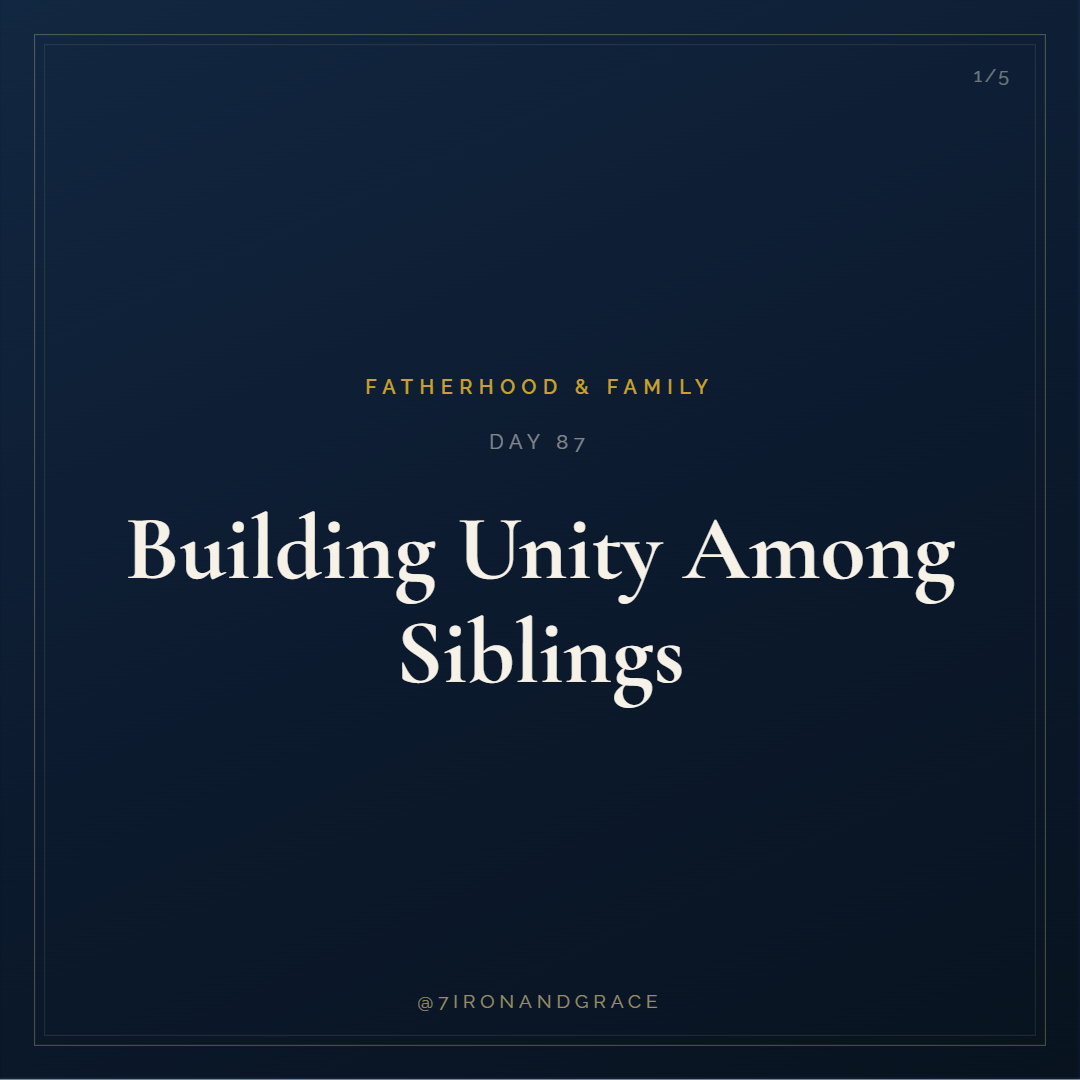 1/5
FATHERHOOD & FAMILY
DAY 87
Building Unity Among
Siblings
@7IRONANDGRACE